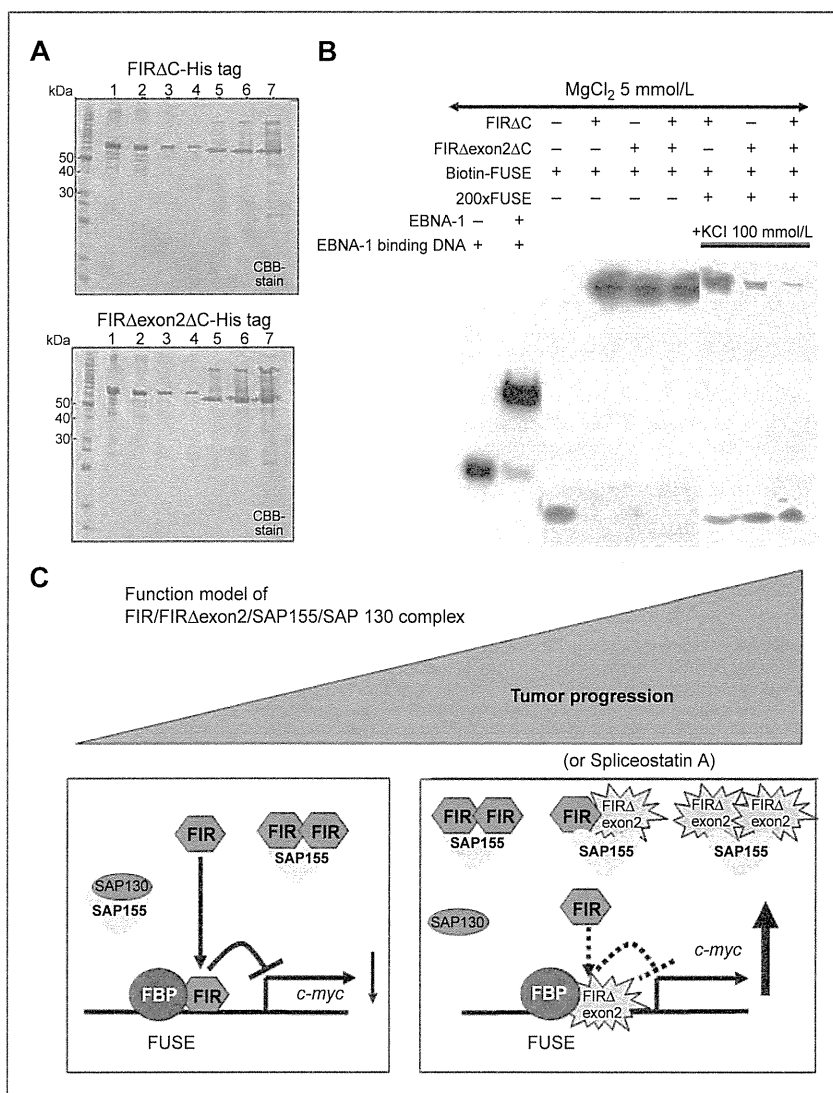 A
FIRΔC-His tag
kDa
1 2 3 4 5 6 7
50
40
30
CBB-
stain
FIRΔexon2ΔC-His tag
kDa
1 2 3 4 5 6 7
50
40
30
CBB-
stain
B
MgCl2 5 mmol/L
FIRΔC – + – + + – +
FIRΔexon2ΔC – – + + – + +
Biotin-FUSE + + + + + + +
200xFUSE – – – – + + +
EBNA-1 – +
EBNA-1 binding DNA + +
+KCl 100 mmol/L
C
Function model of
FIR/FIRΔexon2/SAP155/SAP 130 complex
Tumor progression
(or Spliceostatin A)
FIR
FIR FIR
SAP155
SAP130
SAP155
FBP
FIR
c-myc
FUSE
FIR FIR
SAP155
FIR
FIRΔ
exon2
SAP155
FIRΔ
exon2
FIRΔ
exon2
SAP155
FIR
SAP130
FBP
FIRΔ
exon2
c-myc
FUSE